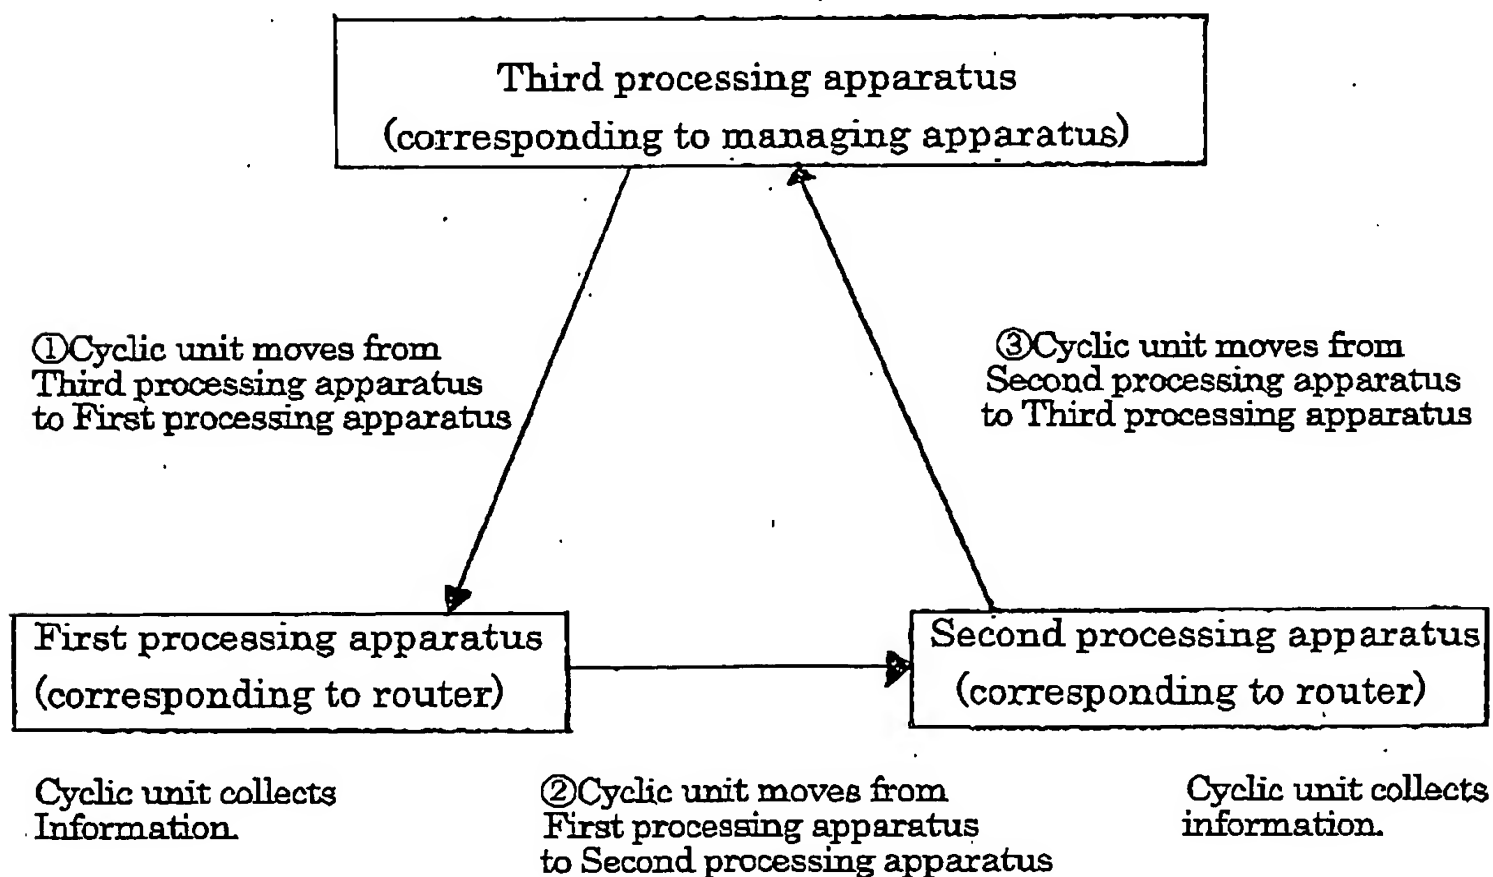 Third processing apparatus
(corresponding to managing apparatus)
①Cyclic unit moves from
Third processing apparatus
to First processing apparatus
③Cyclic unit moves from
Second processing apparatus
to Third processing apparatus
First processing apparatus
(corresponding to router)
Second processing apparatus
(corresponding to router)
Cyclic unit collects
Information.
②Cyclic unit moves from
First processing apparatus
to Second processing apparatus
Cyclic unit collects
information.